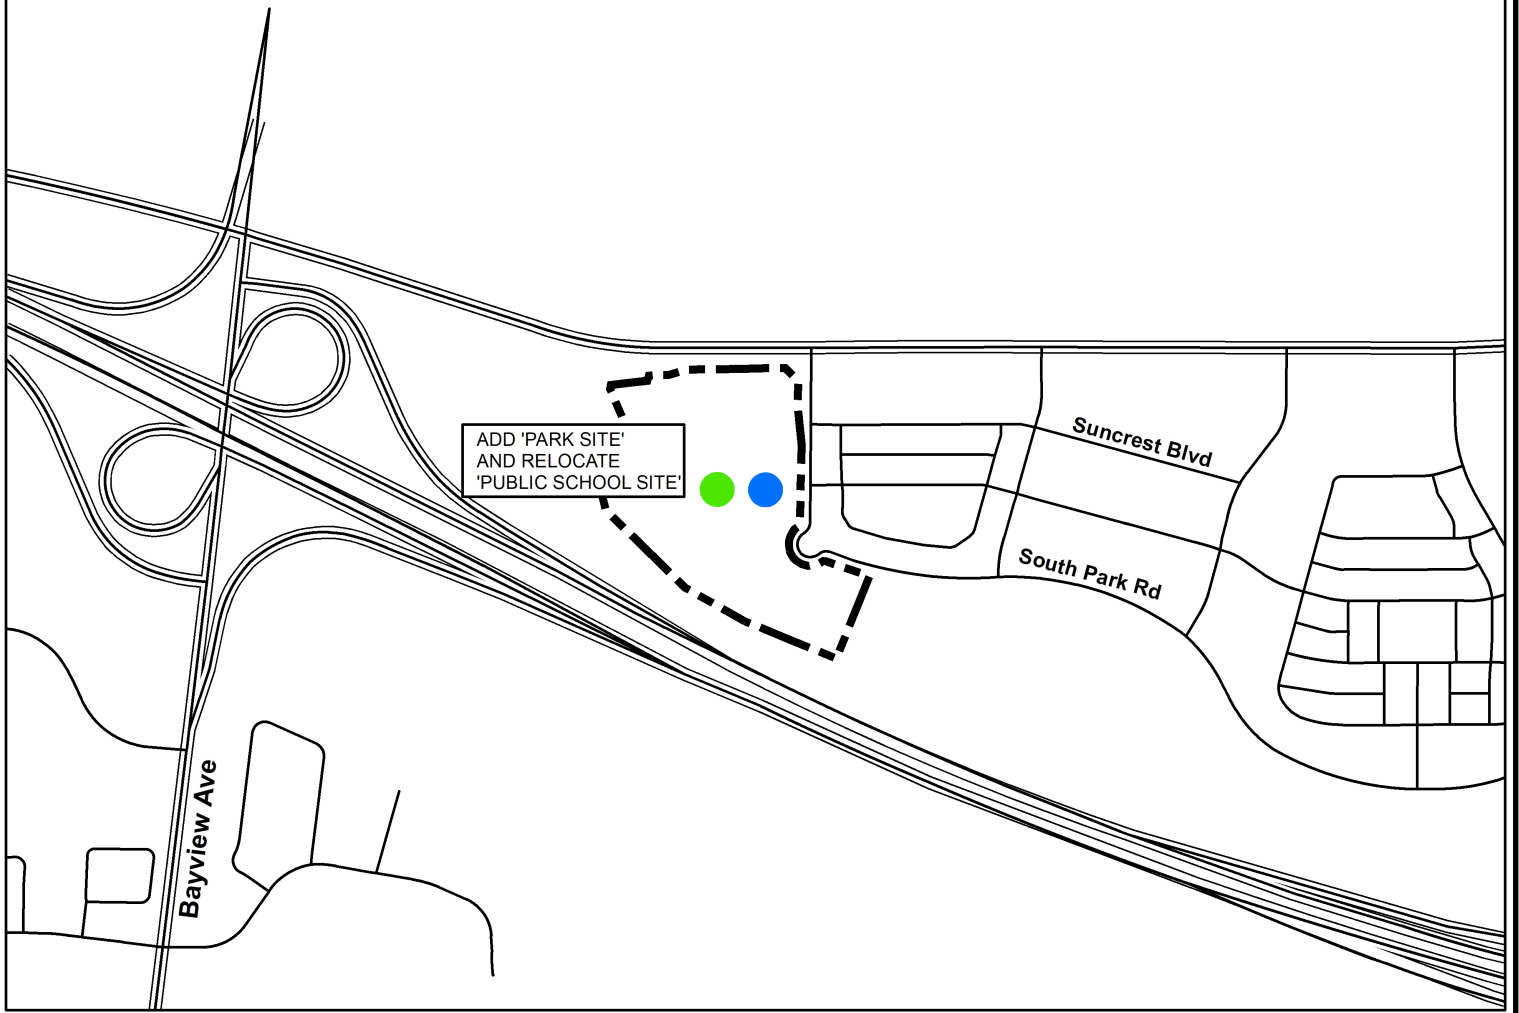 Suncrest Blvd
ADD 'PARK SITE'
AND RELOCATE
'PUBLIC SCHOOL SITE'
South Park Rd
Bayview Ave